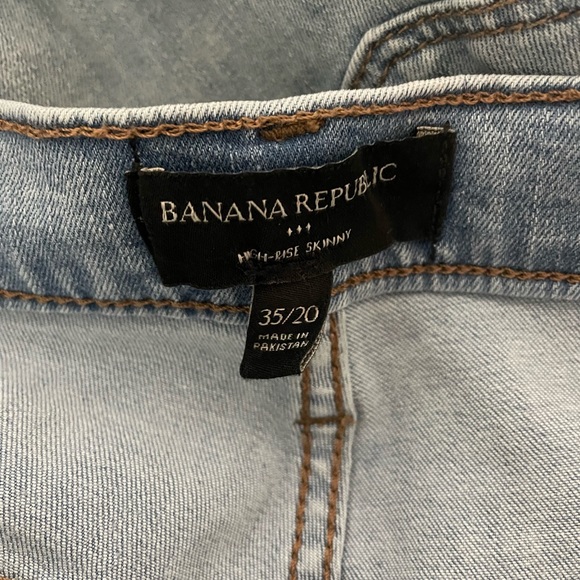 BANANA REPUBLIC
HIGH-RISE SKINNY
35/20
MADE IN
PAKISTAN